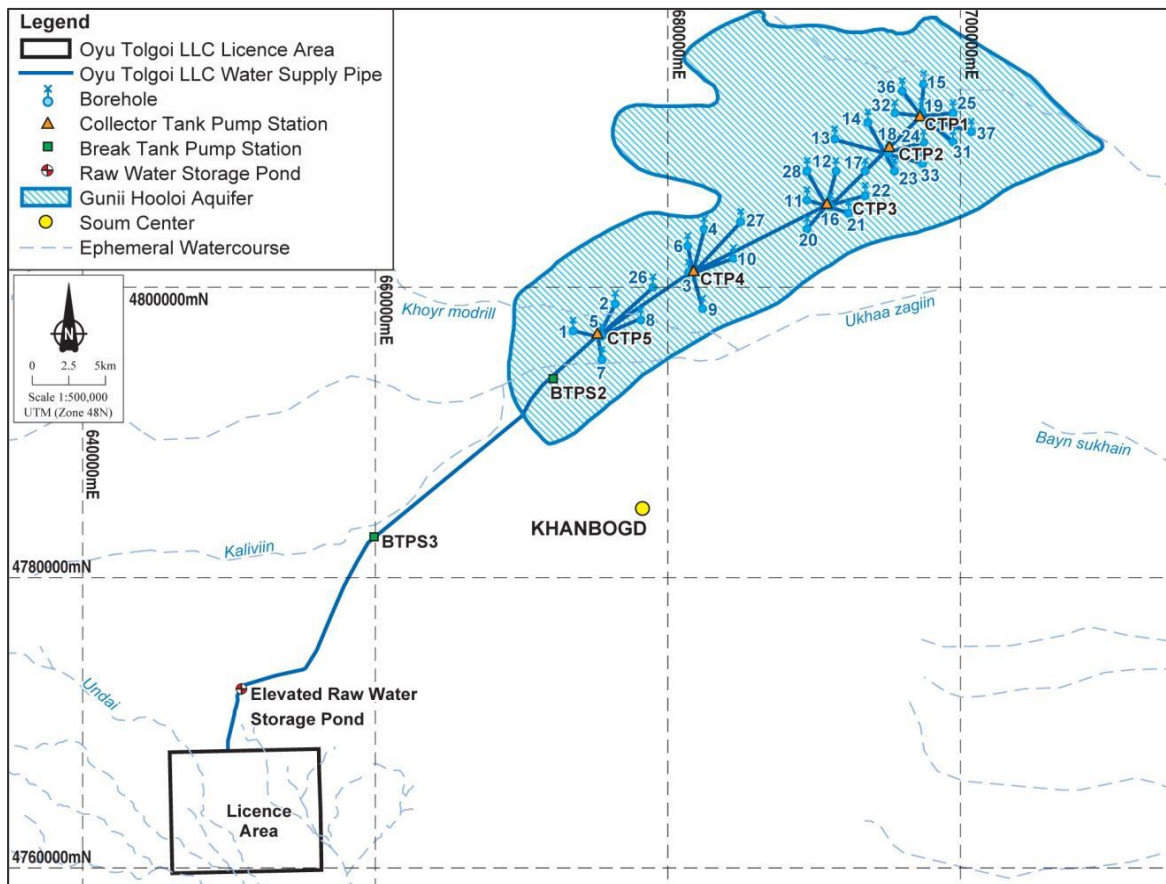 Legend
Oyu Tolgoi LLC Licence Area
Oyu Tolgoi LLC Water Supply Pipe
Borehole
Collector Tank Pump Station
Break Tank Pump Station
Raw Water Storage Pond
Gunii Hooloi Aquifer
Soum Center
Ephemeral Watercourse
680000mE
700000mE
36
15
32
19
25
14
CTP1
37
13
18
24
31
CTP2
28
12
17
23
33
22
11
CTP3
16
21
20
27
4
6
10
4800000mN
660000mE
26
3
CTP4
Khoyr modrill
2
9
Ukhaa zagiin
1
5
8
CTP5
7
N
0 2.5 5km
Scale 1:500,000
UTM (Zone 48N)
BTPS2
640000mE
Bayn sukhain
KHANBOGD
Kaliviin
BTPS3
4780000mN
Undai
Elevated Raw Water
Storage Pond
Licence
Area
4760000mN